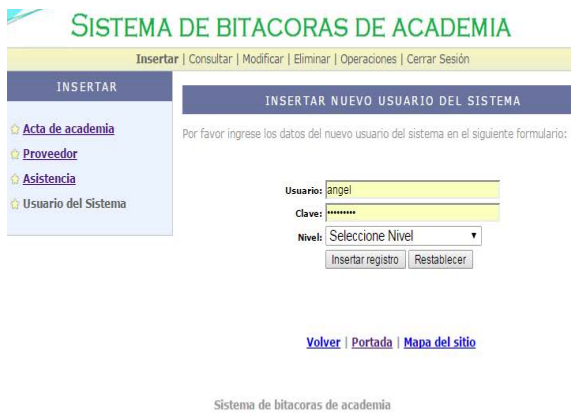 SISTEMA DE BITACORAS DE ACADEMIA
Insertar | Consultar | Modificar | Eliminar | Operaciones | Cerrar Sesión
INSERTAR
Acta de academia
Proveedor
Asistencia
Usuario del Sistema
INSERTAR NUEVO USUARIO DEL SISTEMA
Por favor ingrese los datos del nuevo usuario del sistema en el siguiente formulario:
Usuario: angel
Clave: •••••••••
Nivel: Seleccione Nivel
Insertar registro Restablecer
Volver | Portada | Mapa del sitio
Sistema de bitacoras de academia